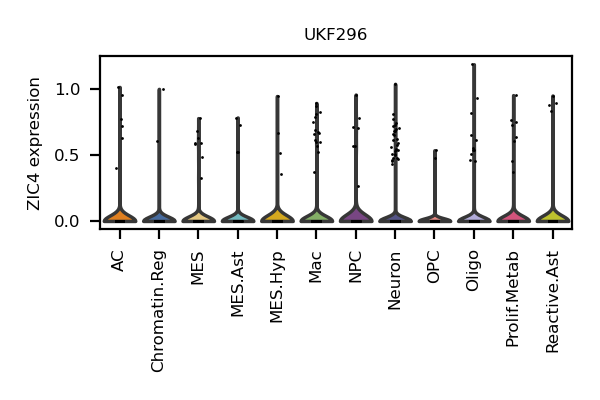 UKF296
ZIC4 expression
1.0
0.5
0.0
AC
Chromatin.Reg
MES
MES.Ast
MES.Hyp
Mac
NPC
Neuron
OPC
Oligo
Prolif.Metab
Reactive.Ast